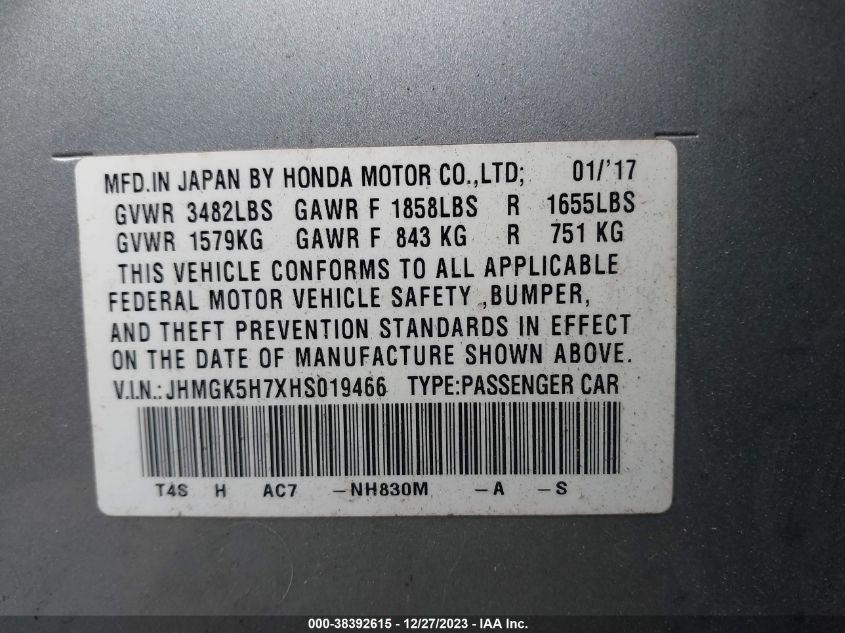 MFD.IN JAPAN BY HONDA MOTOR CO.,LTD; 01/'17
GVWR 3482LBS GAWR F 1858LBS R 1655LBS
GVWR 1579KG GAWR F 843 KG R 751 KG
THIS VEHICLE CONFORMS TO ALL APPLICABLE
FEDERAL MOTOR VEHICLE SAFETY ,BUMPER,
AND THEFT PREVENTION STANDARDS IN EFFECT
ON THE DATE OF MANUFACTURE SHOWN ABOVE.
V.I.N.: JHMGK5H7XHS019466 TYPE:PASSENGER CAR
T4S H AC7 -NH830M -A -S
000-38392615 - 12/27/2023 - IAA Inc.